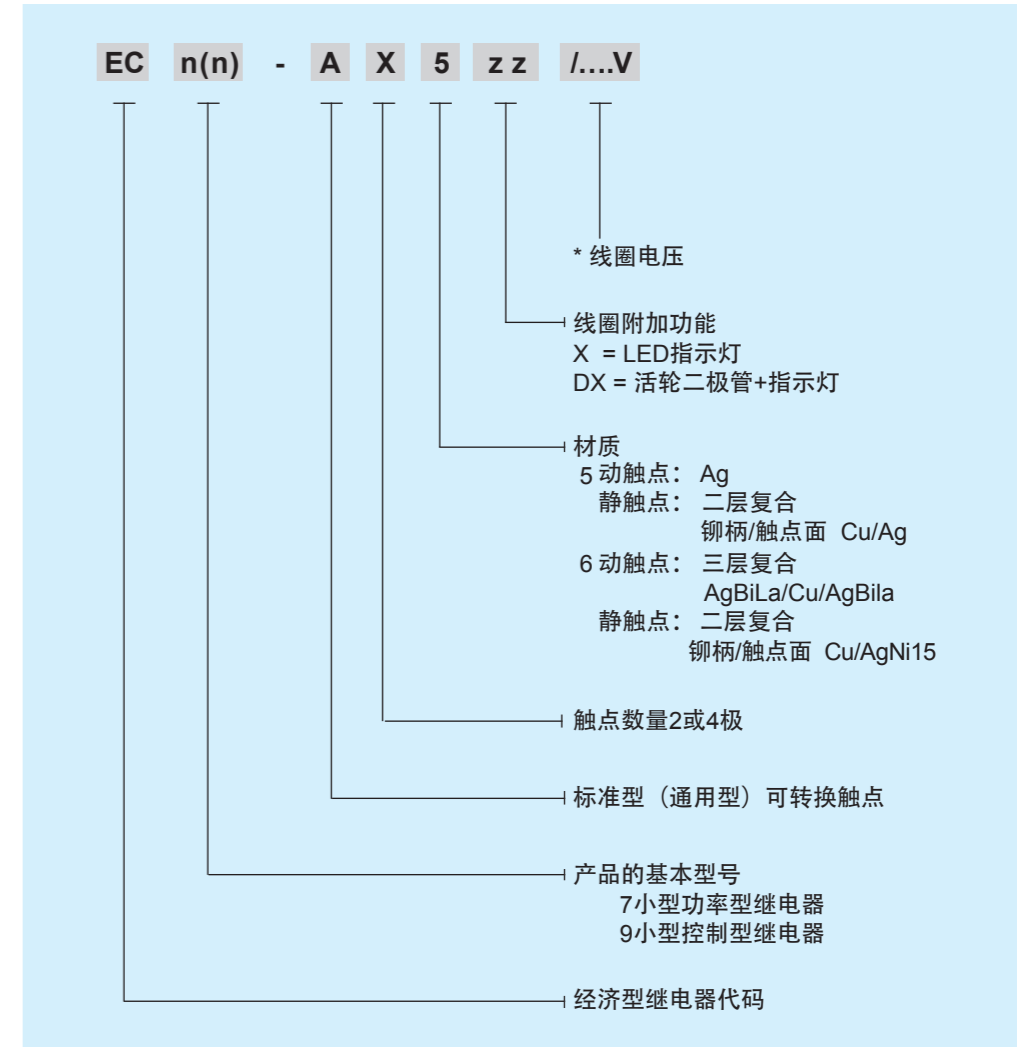 EC n(n) - A X 5 z z /....V
* 线圈电压
线圈附加功能
X = LED指示灯
DX = 活轮二极管+指示灯
材质
5 动触点： Ag
静触点： 二层复合
铆柄/触点面 Cu/Ag
6 动触点： 三层复合
AgBiLa/Cu/AgBila
静触点： 二层复合
铆柄/触点面 Cu/AgNi15
触点数量2或4极
标准型（通用型）可转换触点
产品的基本型号
7小型功率型继电器
9小型控制型继电器
经济型继电器代码